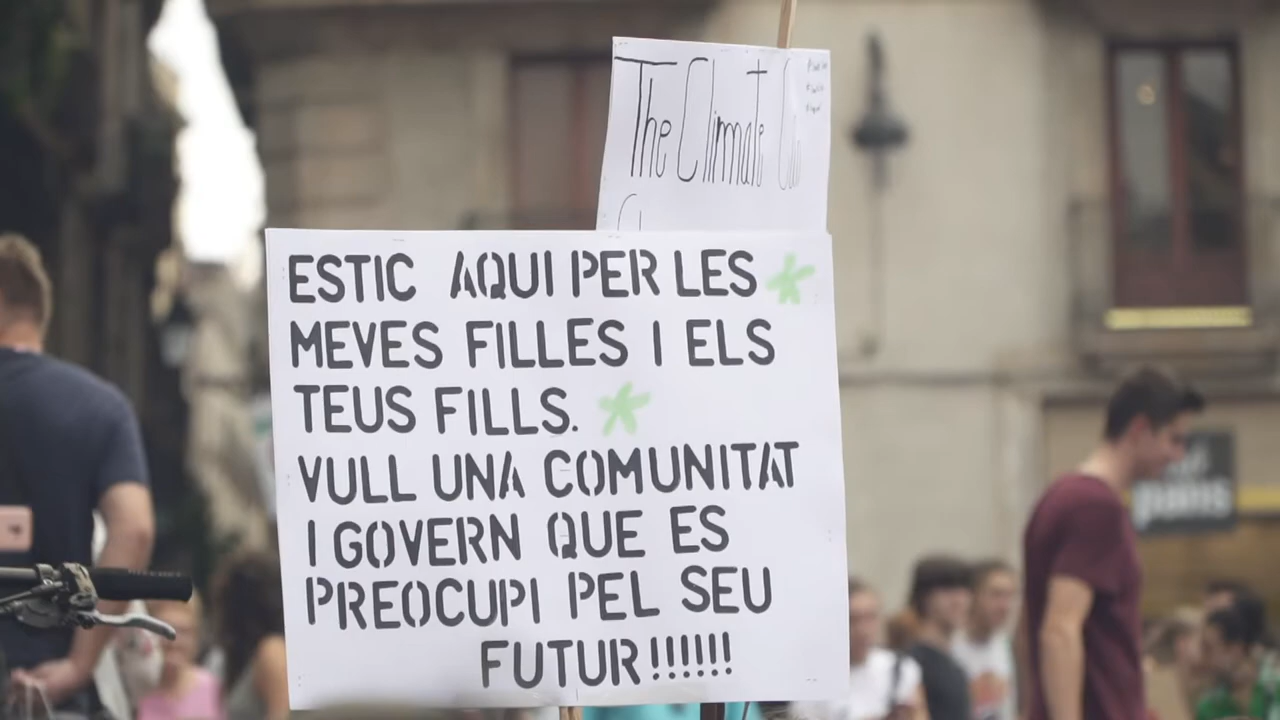 The Climate
ESTIC AQUI PER LES
MEVES FILLES I ELS
TEUS FILLS.
VULL UNA COMUNITAT
I GOVERN QUE ES
PREOCUPI PEL SEU
FUTUR!!!!!!